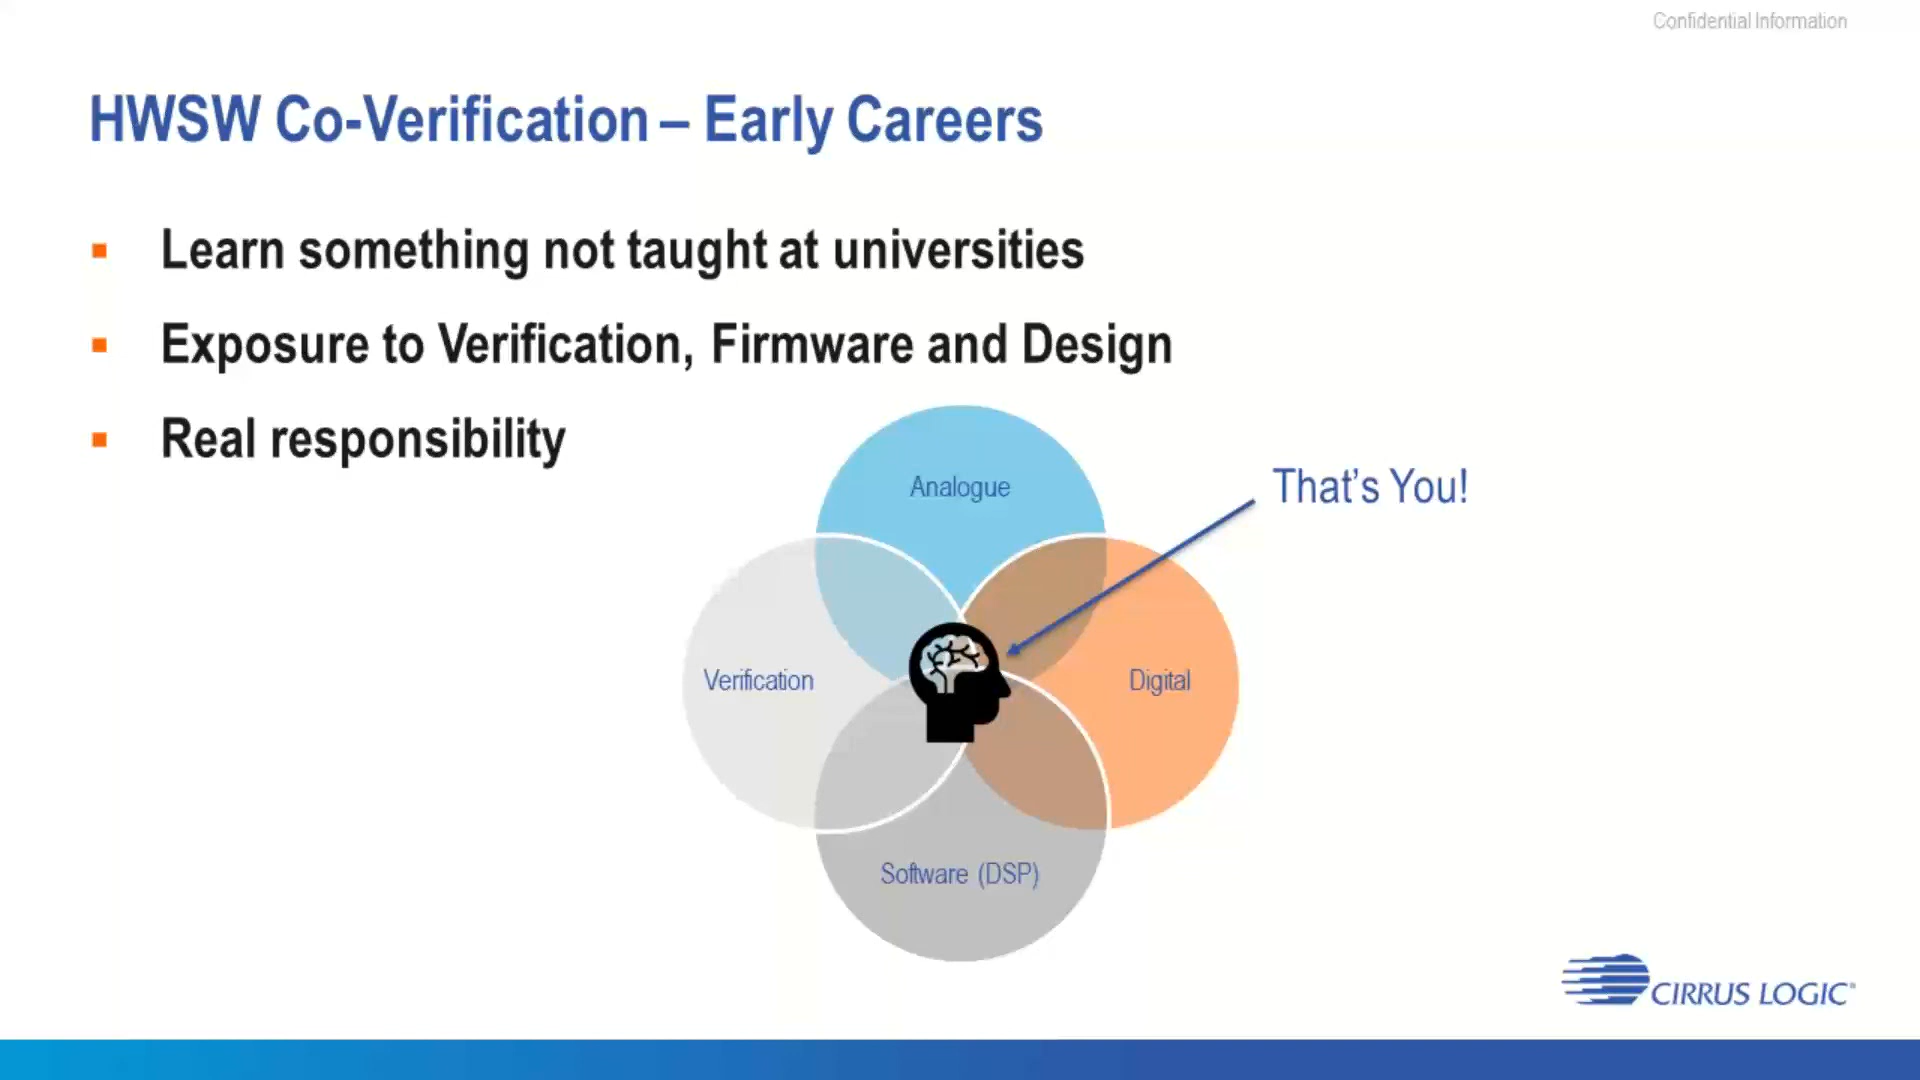 Confidential Information
HWSW Co-Verification – Early Careers
▪ Learn something not taught at universities
▪ Exposure to Verification, Firmware and Design
▪ Real responsibility
Analogue
That's You!
Verification
Digital
Software (DSP)
CIRRUS LOGIC®